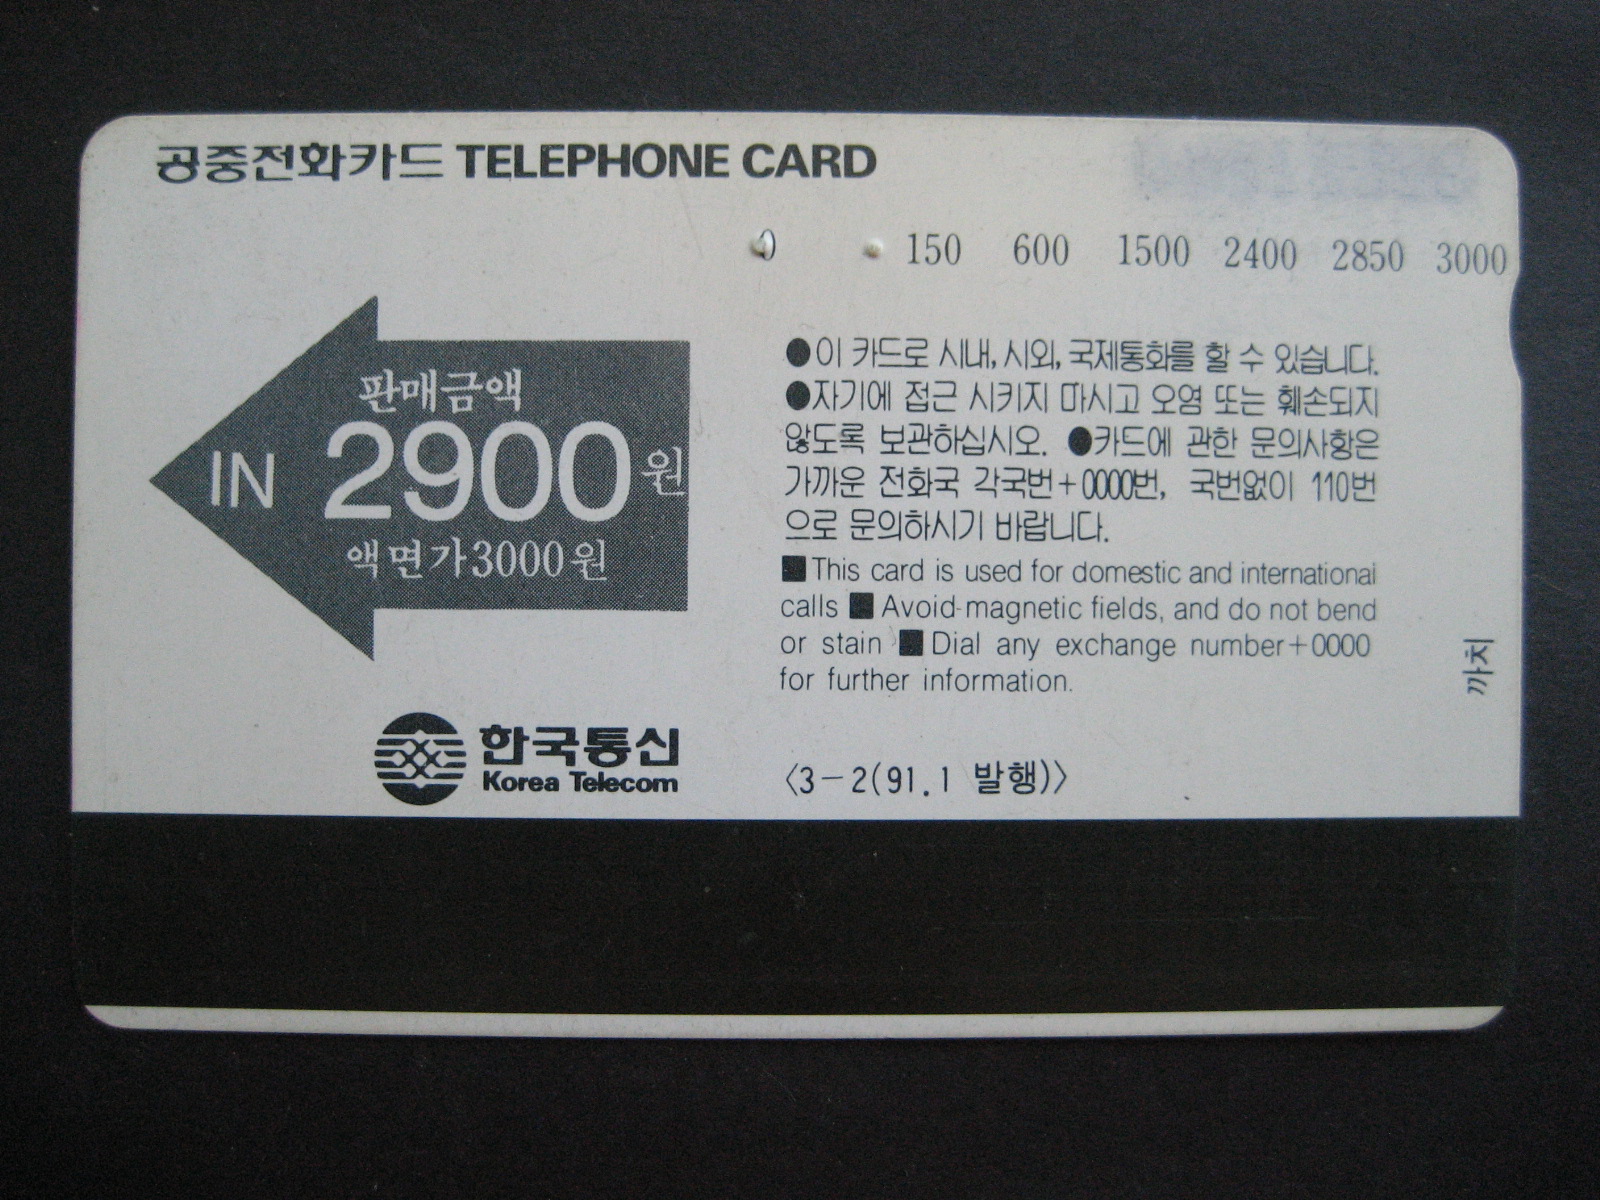 공중전화카드 TELEPHONE CARD
0 150 600 1500 2400 2850 3000
판매금액
IN 2900원
액면가3000원
●이 카드로 시내, 시외, 국제통화를 할 수 있습니다.
●자기에 접근 시키지 마시고 오염 또는 훼손되지
않도록 보관하십시오. ●카드에 관한 문의사항은
가까운 전화국 각국번+0000번, 국번없이 110번
으로 문의하시기 바랍니다.
■This card is used for domestic and international
calls ■Avoid magnetic fields, and do not bend
or stain ■Dial any exchange number+0000
for further information.
까치
한국통신
Korea Telecom
〈3-2(91.1 발행)〉